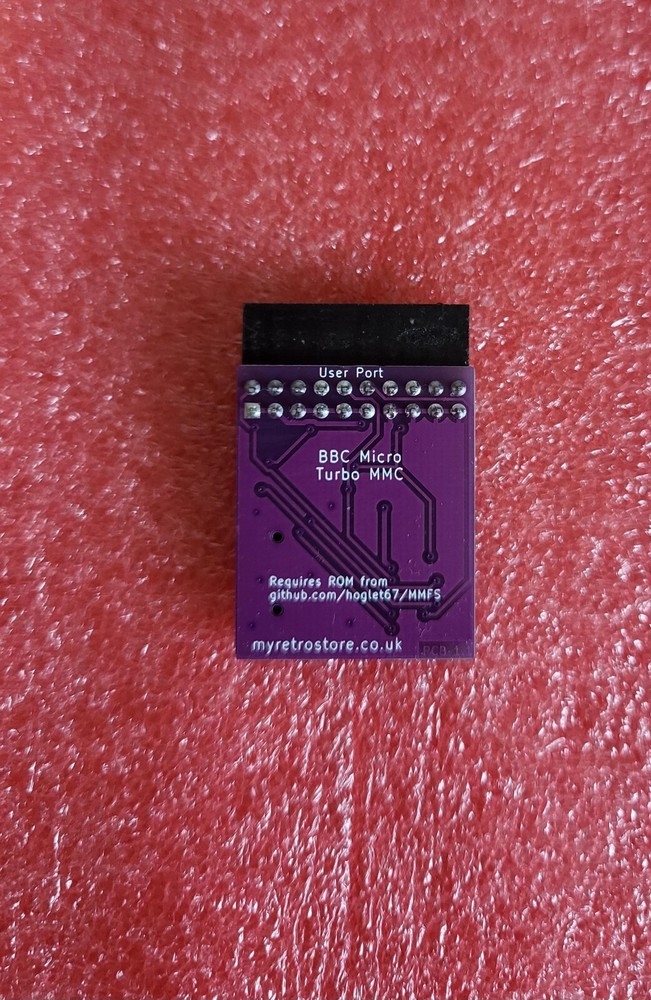 User Port
BBC Micro
Turbo MMC
Requires ROM from
github.com/hoglet67/MMFS
myretrostore.co.uk